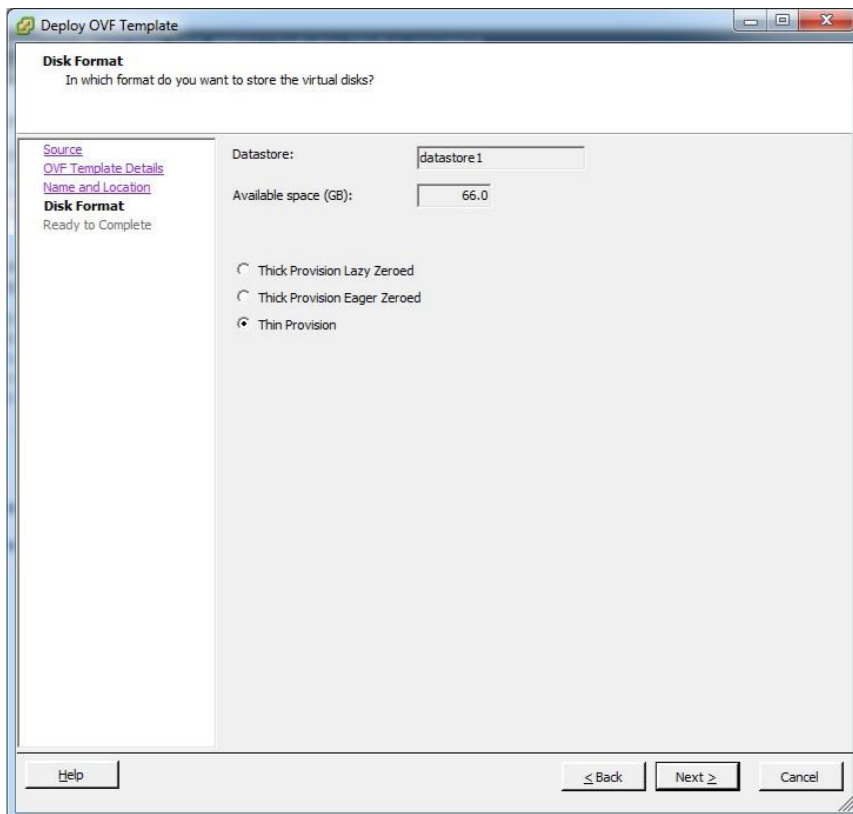 Deploy OVF Template
Disk Format
In which format do you want to store the virtual disks?
Source
OVF Template Details
Name and Location
Disk Format
Ready to Complete
Datastore:
datastore1
Available space (GB):
66.0
Thick Provision Lazy Zeroed
Thick Provision Eager Zeroed
Thin Provision
Help
< Back
Next >
Cancel